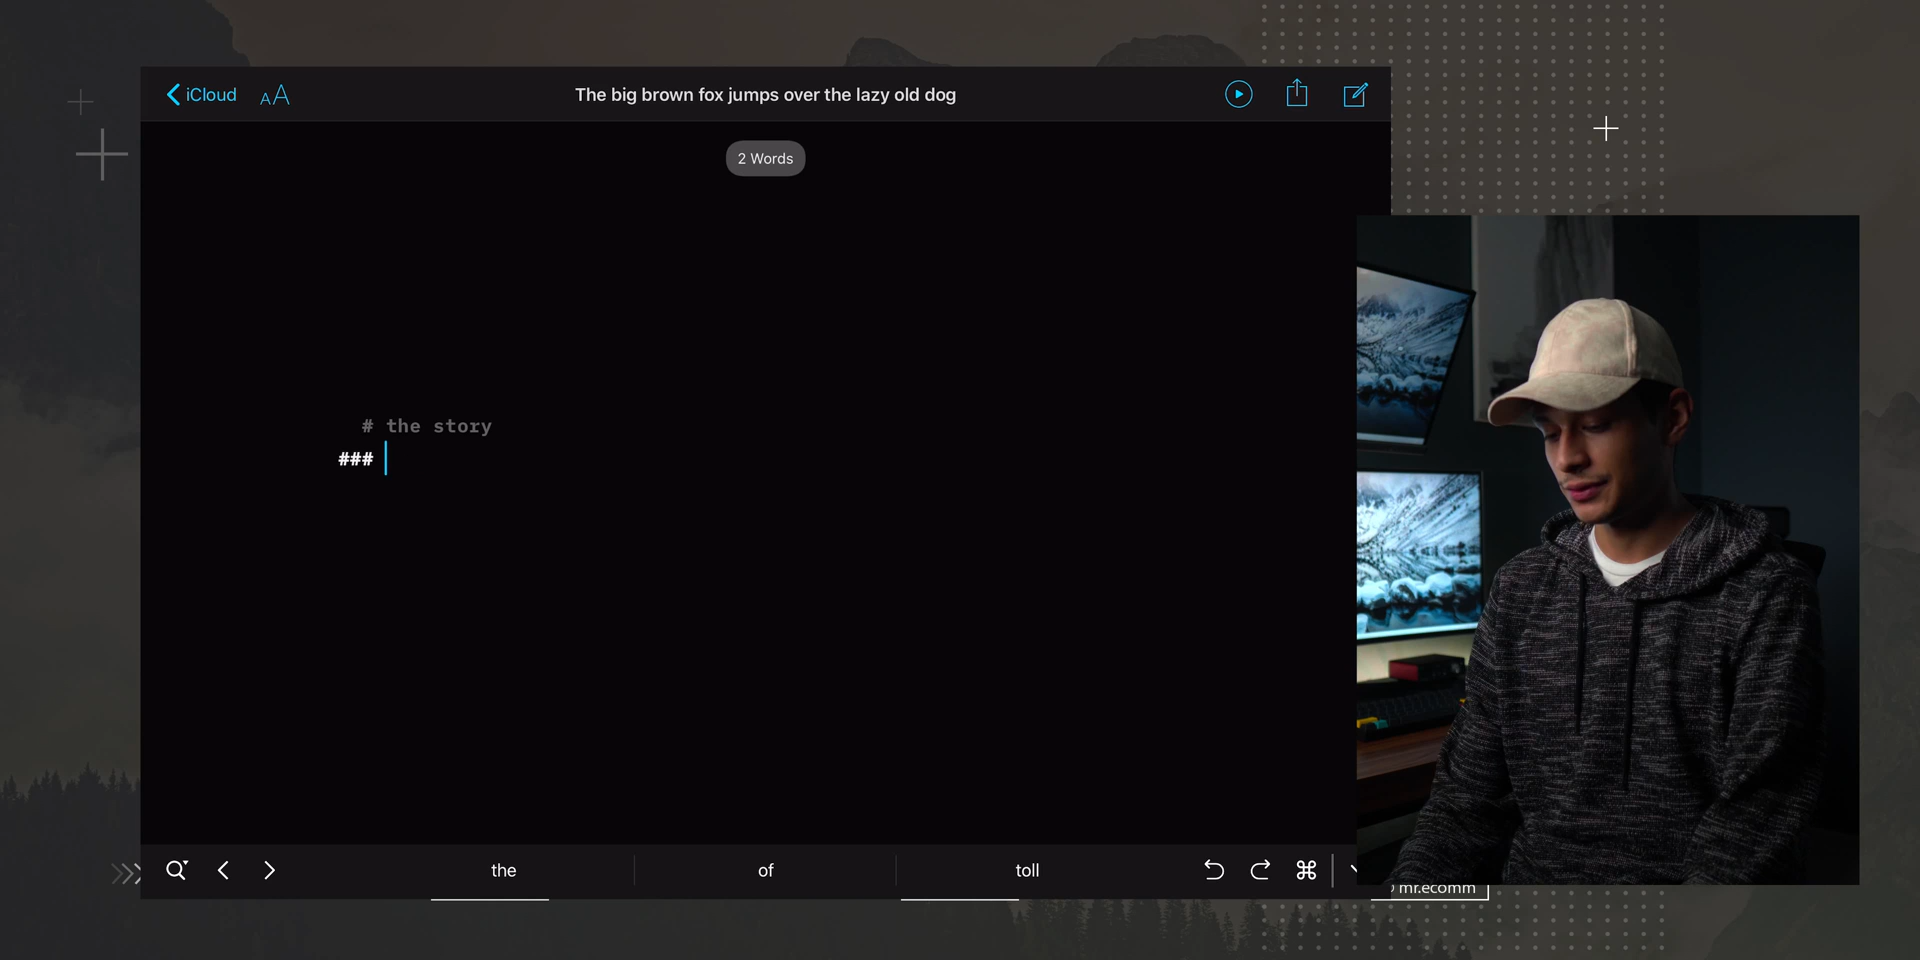 iCloud AA The big brown fox jumps over the lazy old dog
2 Words
# the story
###
the of toll
mr.ecomm